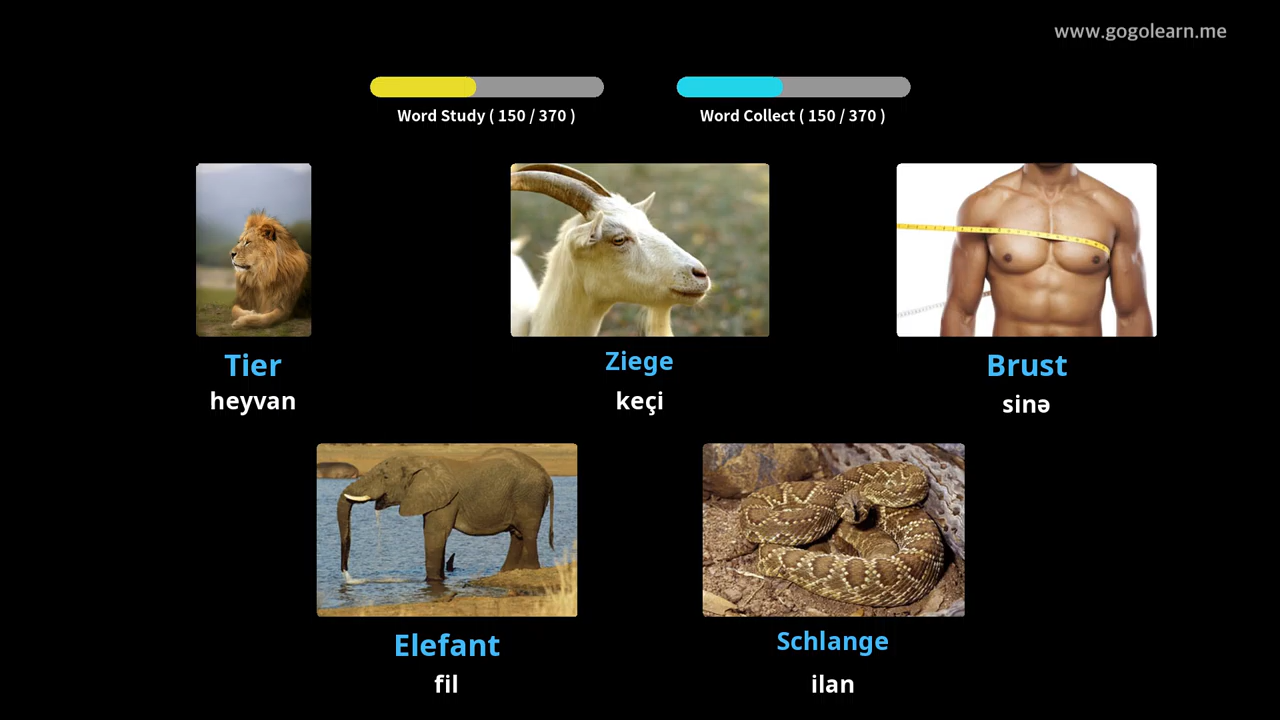 www.gogolearn.me
Word Study ( 150 / 370 )
Word Collect ( 150 / 370 )
Tier
heyvan
Ziege
keçi
Brust
sinə
Elefant
fil
Schlange
ilan